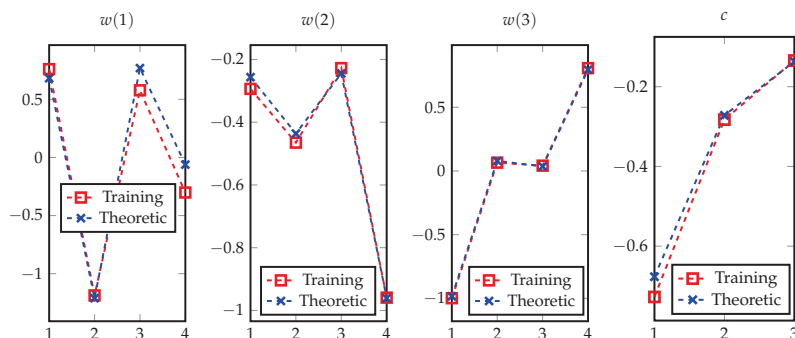 w(1)
0.5
0
−0.5
−1
1 2 3 4
Training
Theoretic
w(2)
−0.2
−0.4
−0.6
−0.8
−1
1 2 3 4
Training
Theoretic
w(3)
0.5
0
−0.5
−1
1 2 3 4
Training
Theoretic
c
−0.2
−0.4
−0.6
1 2 3
Training
Theoretic